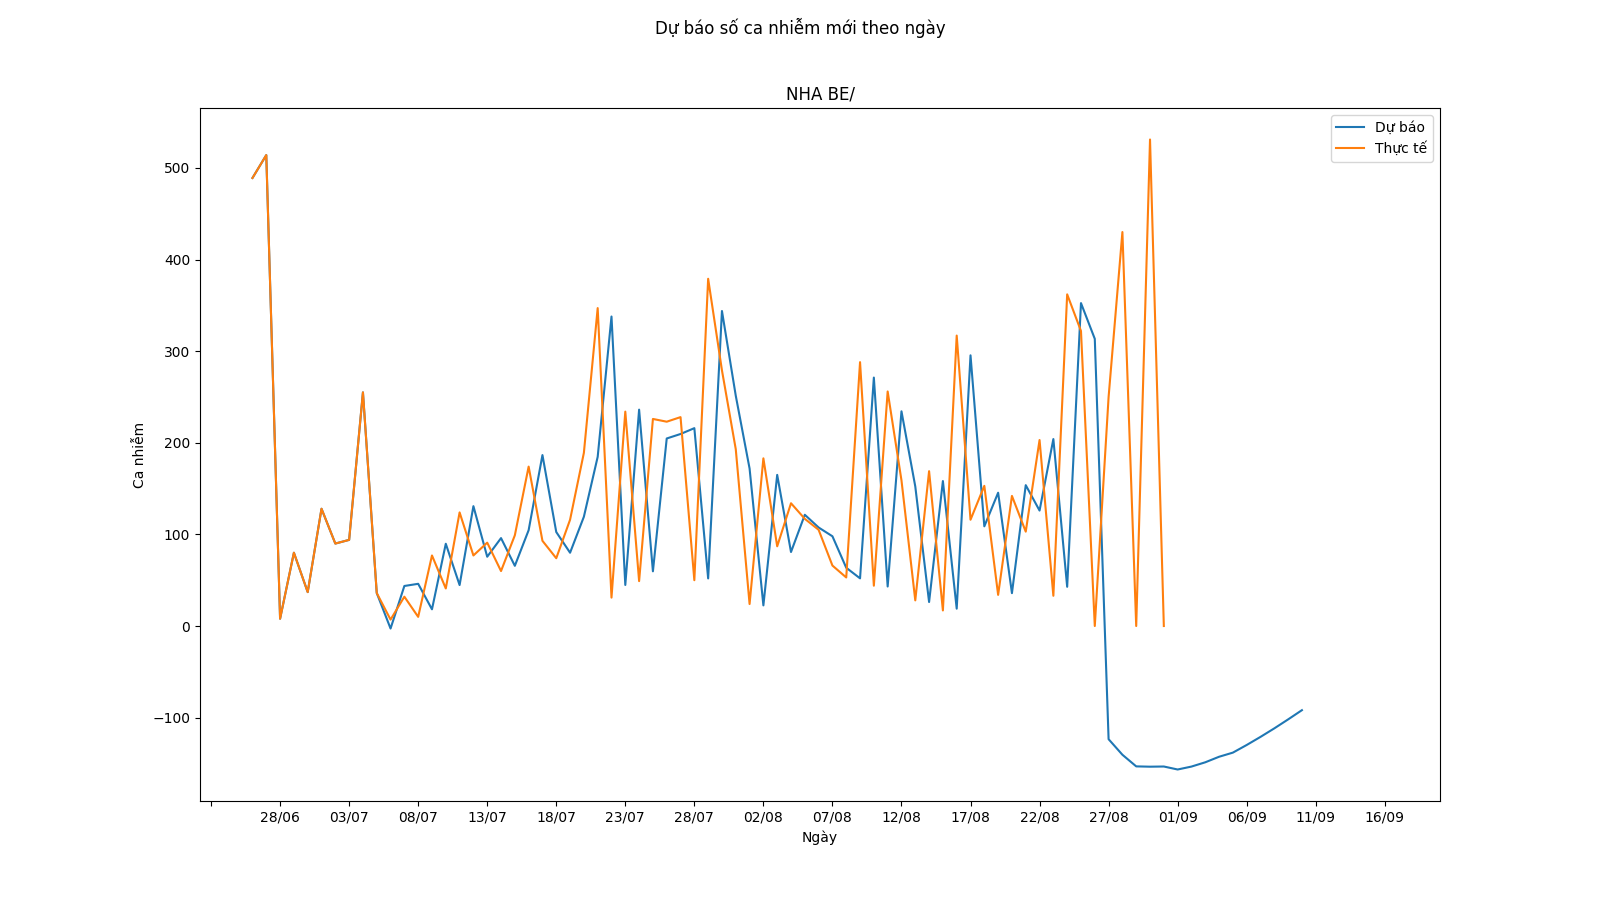 Dự báo số ca nhiễm mới theo ngày
NHA BE/
Dự báo
Thực tế
500
400
300
200
100
0
−100
Ca nhiễm
28/06 03/07 08/07 13/07 18/07 23/07 28/07 02/08 07/08 12/08 17/08 22/08 27/08 01/09 06/09 11/09 16/09
Ngày